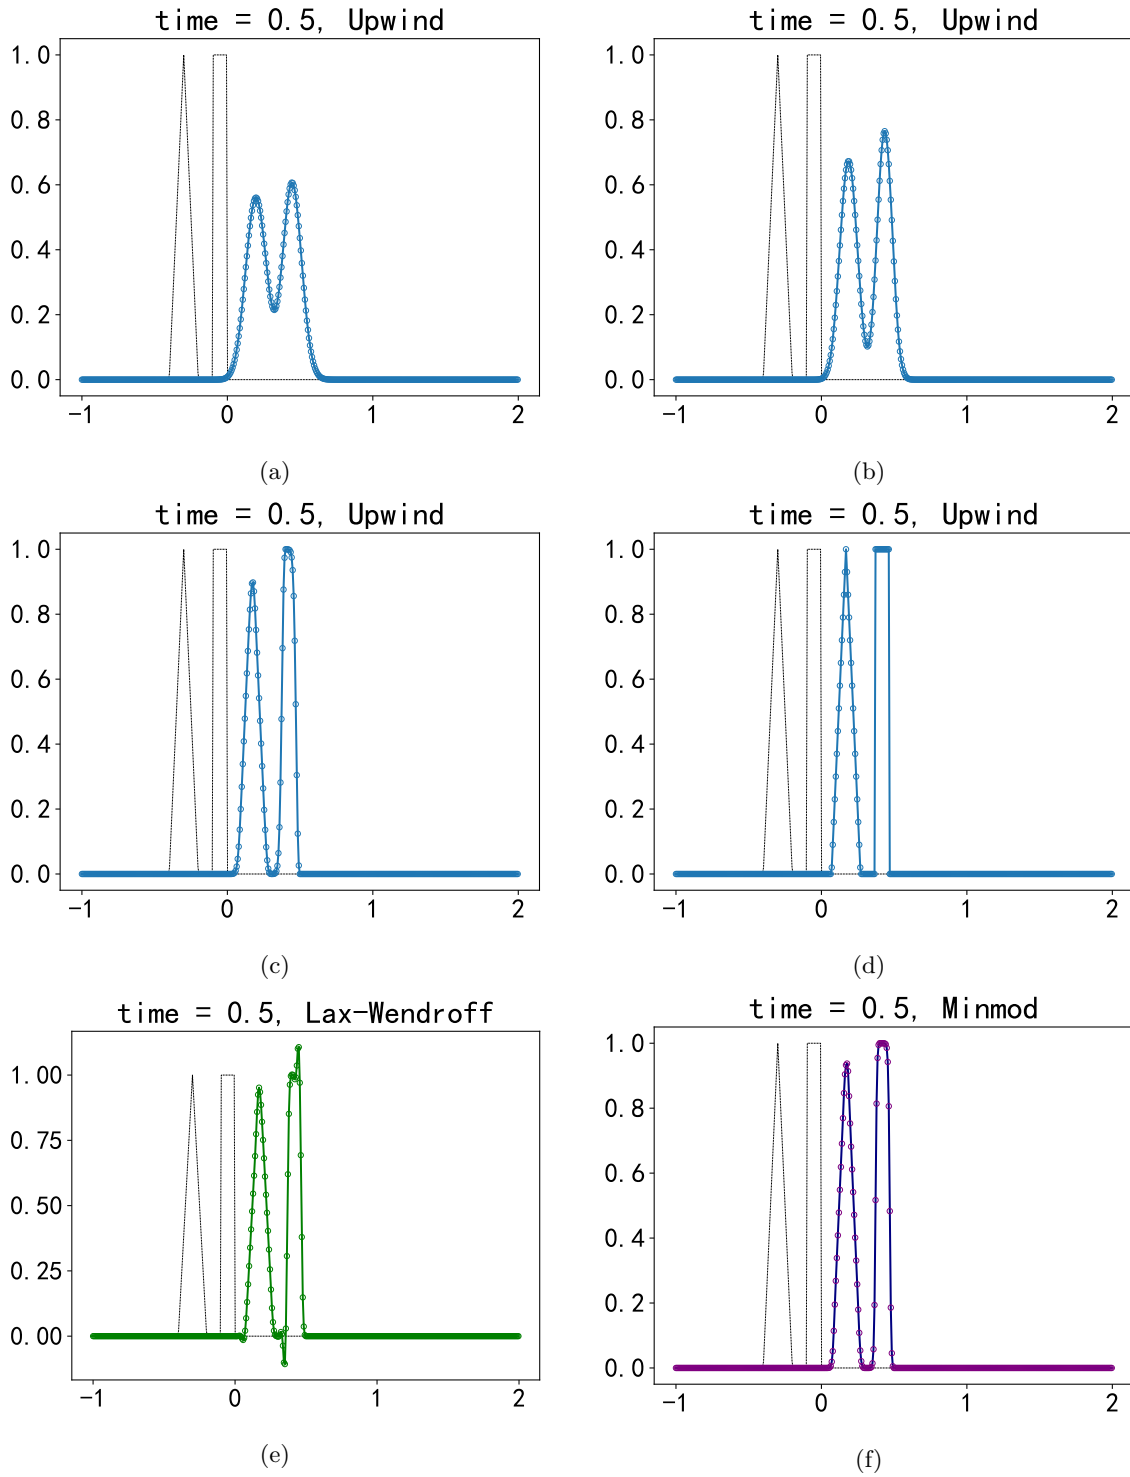 time = 0.5, Upwind
1.0
0.8
0.6
0.4
0.2
0.0
−1 0 1 2
(a)
time = 0.5, Upwind
1.0
0.8
0.6
0.4
0.2
0.0
−1 0 1 2
(b)
time = 0.5, Upwind
1.0
0.8
0.6
0.4
0.2
0.0
−1 0 1 2
(c)
time = 0.5, Upwind
1.0
0.8
0.6
0.4
0.2
0.0
−1 0 1 2
(d)
time = 0.5, Lax-Wendroff
1.00
0.75
0.50
0.25
0.00
−1 0 1 2
(e)
time = 0.5, Minmod
1.0
0.8
0.6
0.4
0.2
0.0
−1 0 1 2
(f)